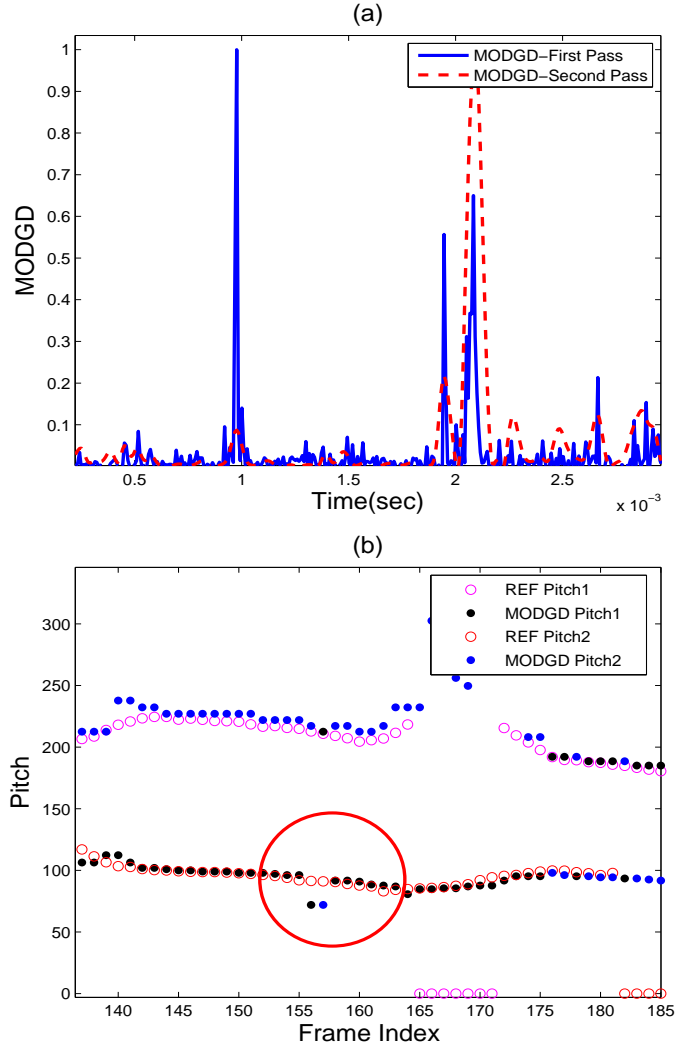 (a)
1
0.9
0.8
0.7
0.6
0.5
0.4
0.3
0.2
0.1
MODGD
MODGD−First Pass
MODGD−Second Pass
0.5 1 1.5 2 2.5
Time(sec)
x 10⁻³
(b)
300
250
200
150
100
50
0
Pitch
REF Pitch1
MODGD Pitch1
REF Pitch2
MODGD Pitch2
140 145 150 155 160 165 170 175 180 185
Frame Index